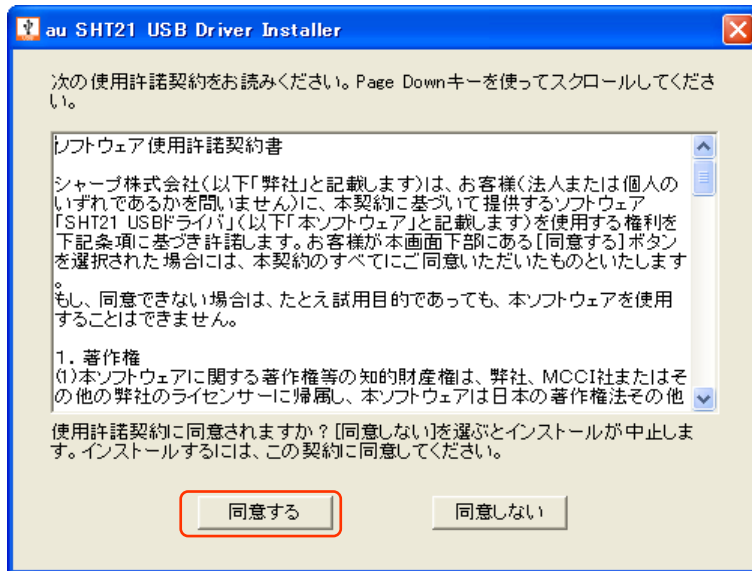 au SHT21 USB Driver Installer
次の使用許諾契約をお読みください。Page Downキーを使ってスクロールしてくださ
い。
ソフトウェア使用許諾契約書
シャープ株式会社(以下「弊社」と記載します)は、お客様(法人または個人の
いずれであるかを問いません)に、本契約に基づいて提供するソフトウェア
「SHT21 USBドライバ」(以下「本ソフトウェア」と記載します)を使用する権利を
下記条項に基づき許諾します。お客様が本画面下部にある[同意する]ボタン
を選択された場合には、本契約のすべてにご同意いただいたものといたします
。
もし、同意できない場合は、たとえ試用目的であっても、本ソフトウェアを使用
することはできません。
1. 著作権
(1)本ソフトウェアに関する著作権等の知的財産権は、弊社、MCCI社またはそ
の他の弊社のライセンサーに帰属し、本ソフトウェアは日本の著作権法その他
使用許諾契約に同意されますか?[同意しない]を選ぶとインストールが中止しま
す。インストールするには、この契約に同意してください。
同意する
同意しない